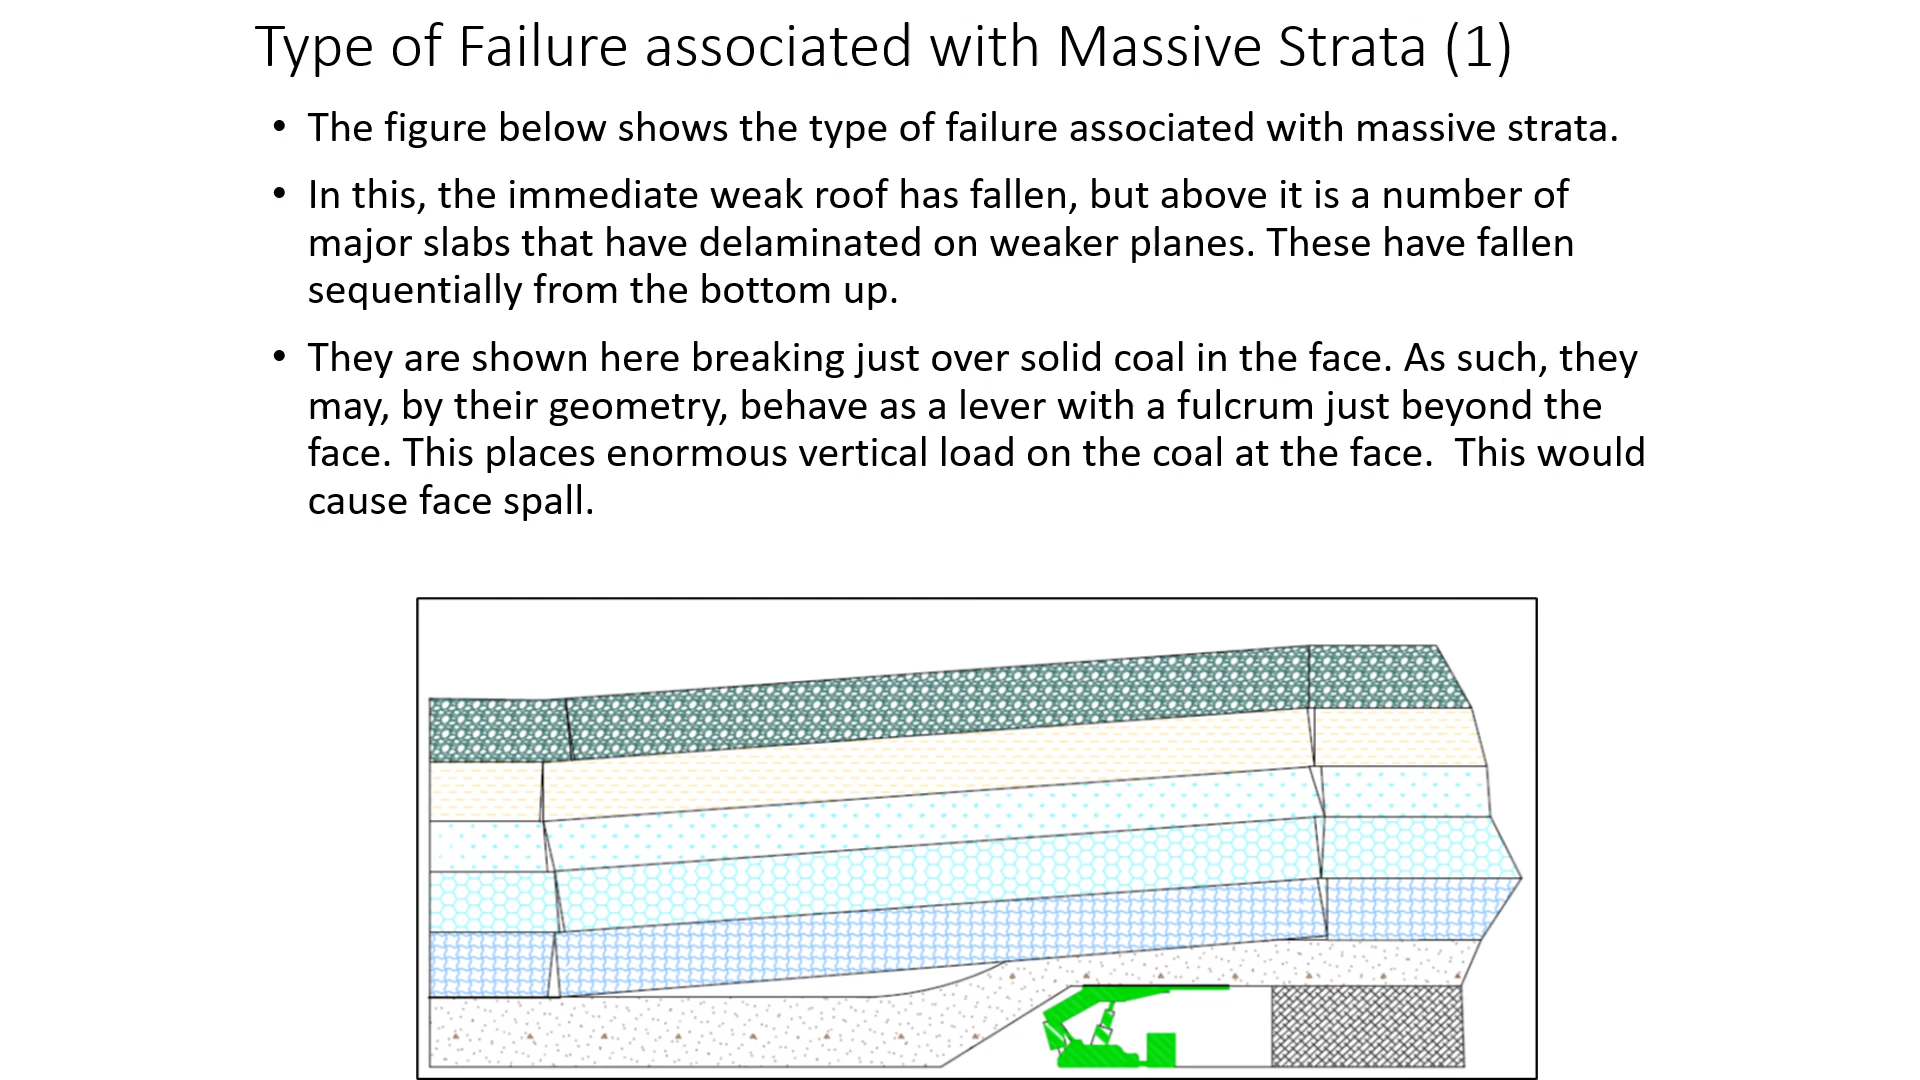 Type of Failure associated with Massive Strata (1)
• The figure below shows the type of failure associated with massive strata.
• In this, the immediate weak roof has fallen, but above it is a number of
major slabs that have delaminated on weaker planes. These have fallen
sequentially from the bottom up.
• They are shown here breaking just over solid coal in the face. As such, they
may, by their geometry, behave as a lever with a fulcrum just beyond the
face. This places enormous vertical load on the coal at the face.  This would
cause face spall.